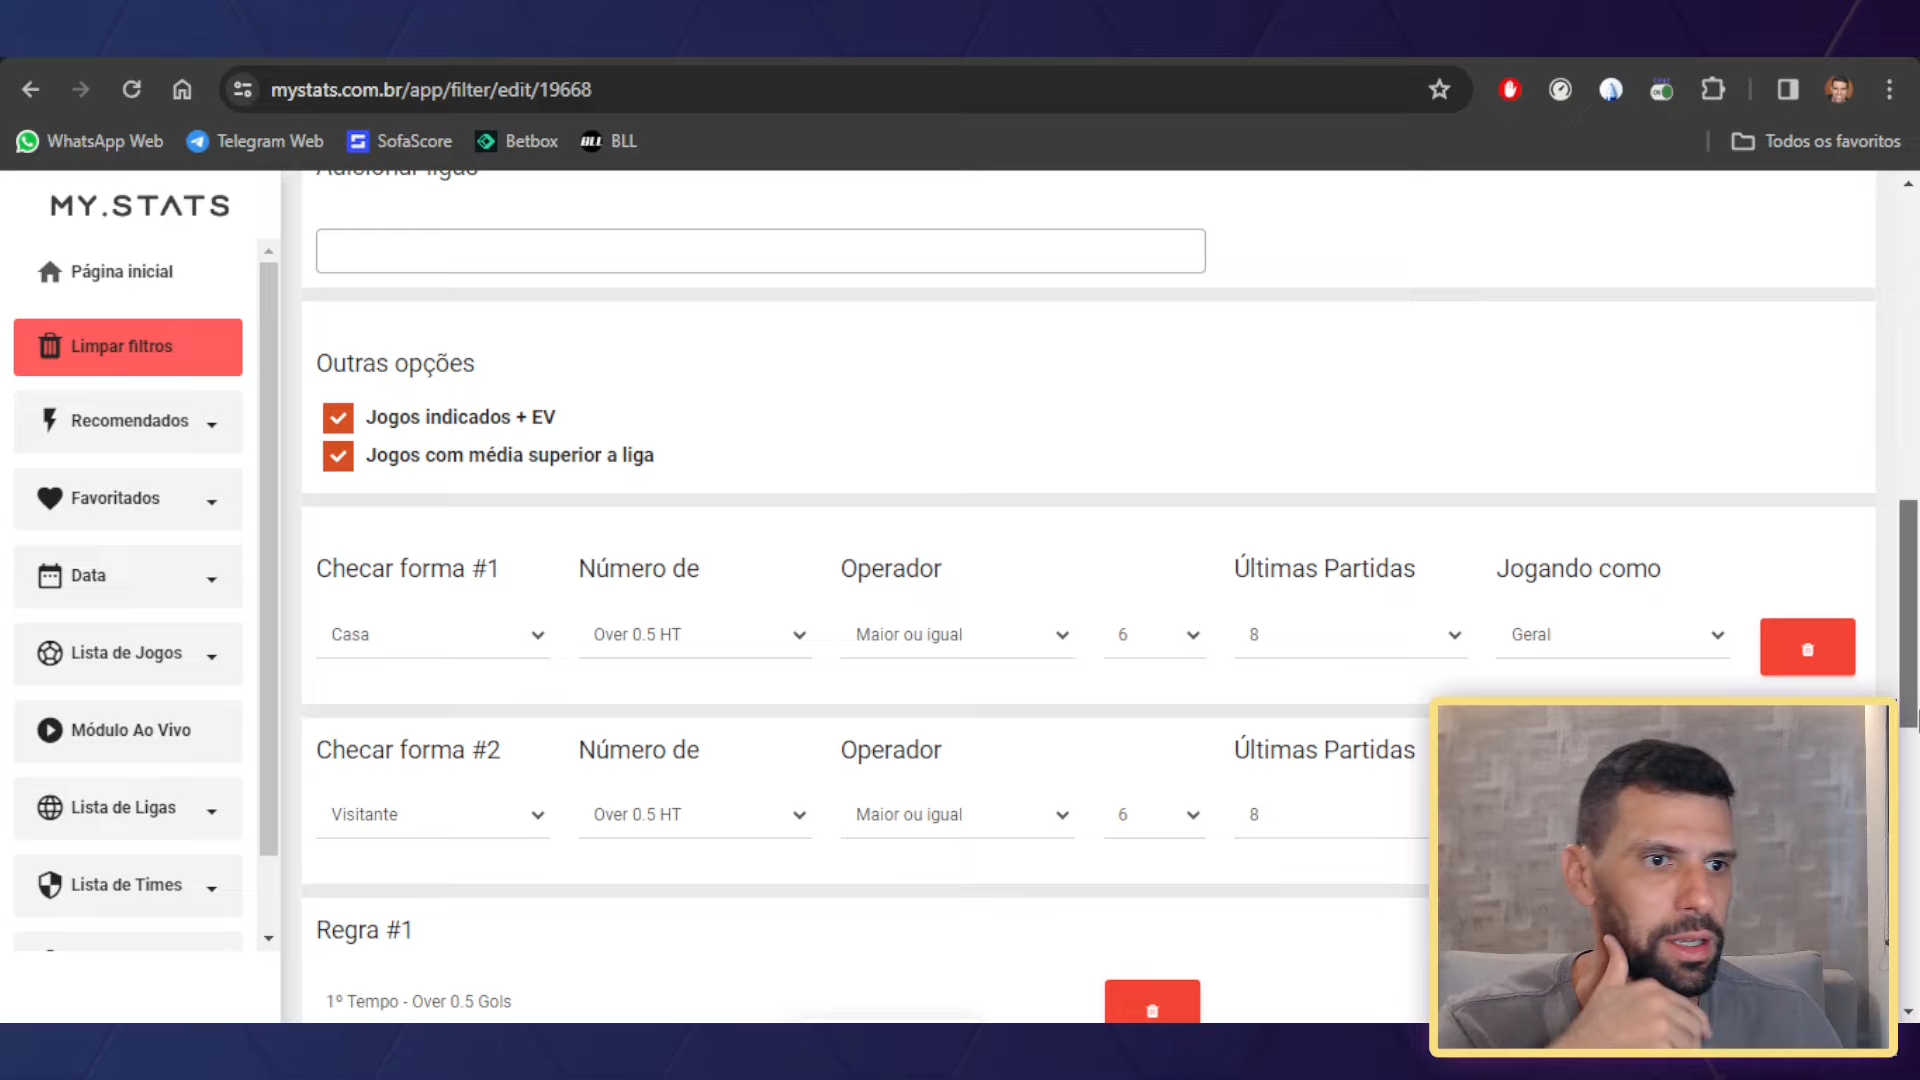 mystats.com.br/app/filter/edit/19668
WhatsApp Web
Telegram Web
SofaScore
Betbox
BLL
BLL
Todos os favoritos
MY.STATS
Página inicial
Limpar filtros
Recomendados
Favoritados
Data
Lista de Jogos
Módulo Ao Vivo
Lista de Ligas
Lista de Times
Adicionar ligas
Outras opções
Jogos indicados + EV
Jogos com média superior a liga
Checar forma #1
Número de
Operador
Últimas Partidas
Jogando como
Casa
Over 0.5 HT
Maior ou igual
6
8
Geral
Checar forma #2
Número de
Operador
Últimas Partidas
Visitante
Over 0.5 HT
Maior ou igual
6
8
Regra #1
1º Tempo - Over 0.5 Gols